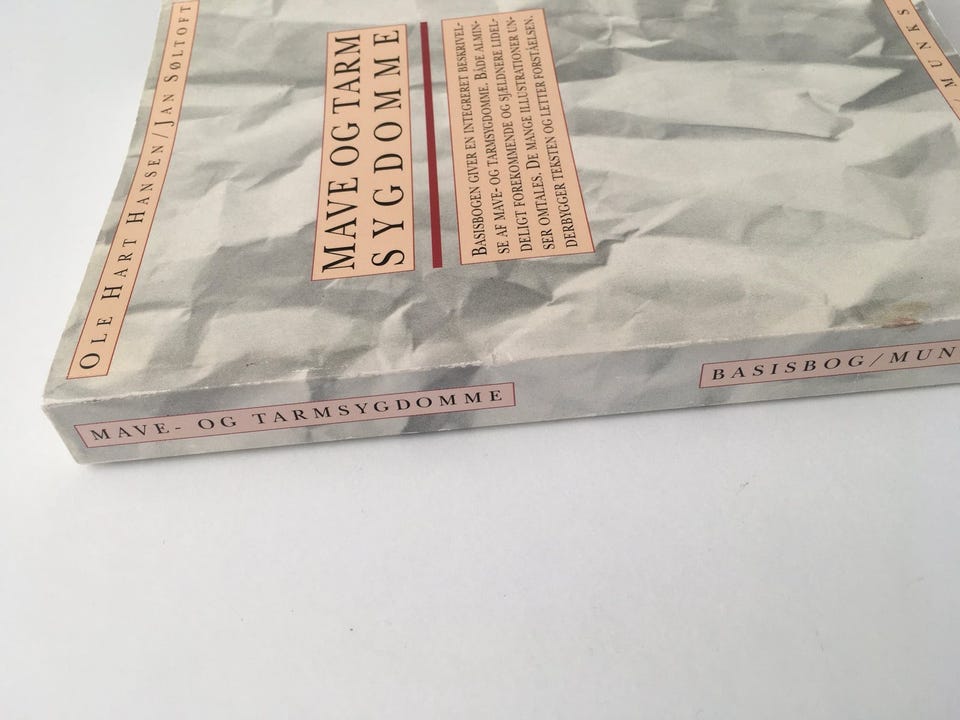 OLE HART HANSEN/JAN SØLTOFT
MAVE OG TARM
SYGDOMME
BASISBOGEN GIVER EN INTEGRERET BESKRIVEL-
SE AF MAVE- OG TARMSYGDOMME. BÅDE ALMIN-
DELIGT FOREKOMMENDE OG SJÆLDNERE LIDEL-
SER OMTALES. DE MANGE ILLUSTRATIONER UN-
DERBYGGER TEKSTEN OG LETTER FORSTÅELSEN.
/MUNKS
MAVE- OG TARMSYGDOMME
BASISBOG/MUN